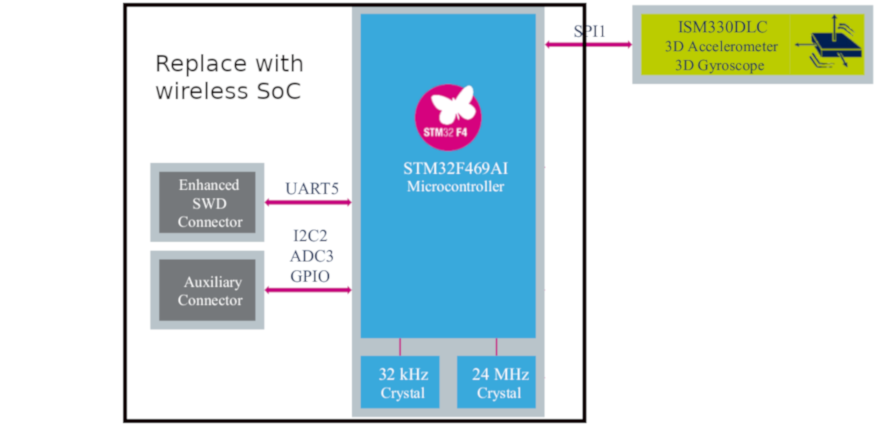 Replace with
wireless SoC
SPI1
ISM330DLC
3D Accelerometer
3D Gyroscope
STM32 F4
STM32F469AI
Microcontroller
Enhanced
SWD
Connector
UART5
I2C2
ADC3
GPIO
Auxiliary
Connector
32 kHz
Crystal
24 MHz
Crystal